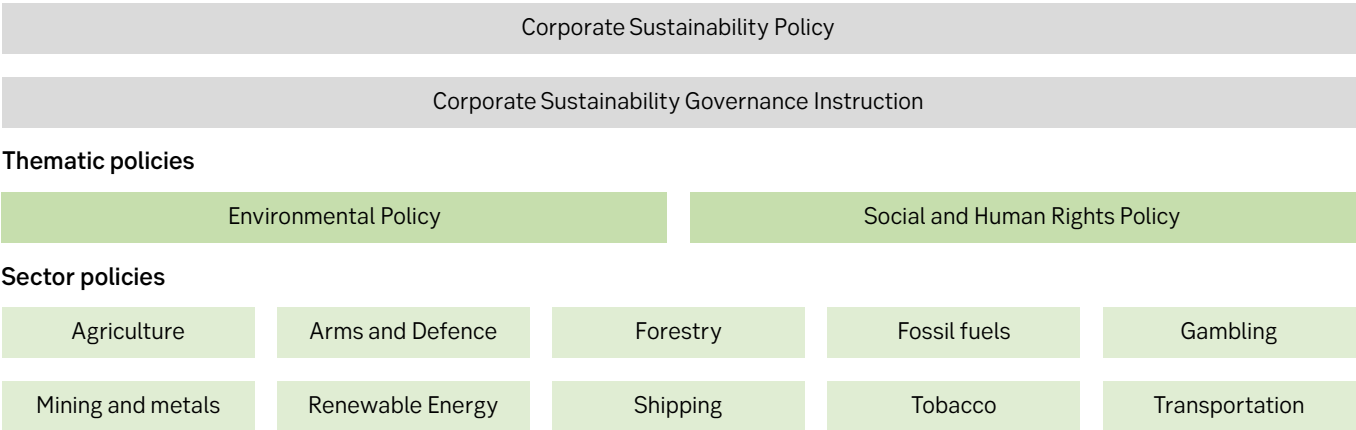 Corporate Sustainability Policy
Corporate Sustainability Governance Instruction
Thematic policies
Environmental Policy
Social and Human Rights Policy
Sector policies
Agriculture
Arms and Defence
Forestry
Fossil fuels
Gambling
Mining and metals
Renewable Energy
Shipping
Tobacco
Transportation